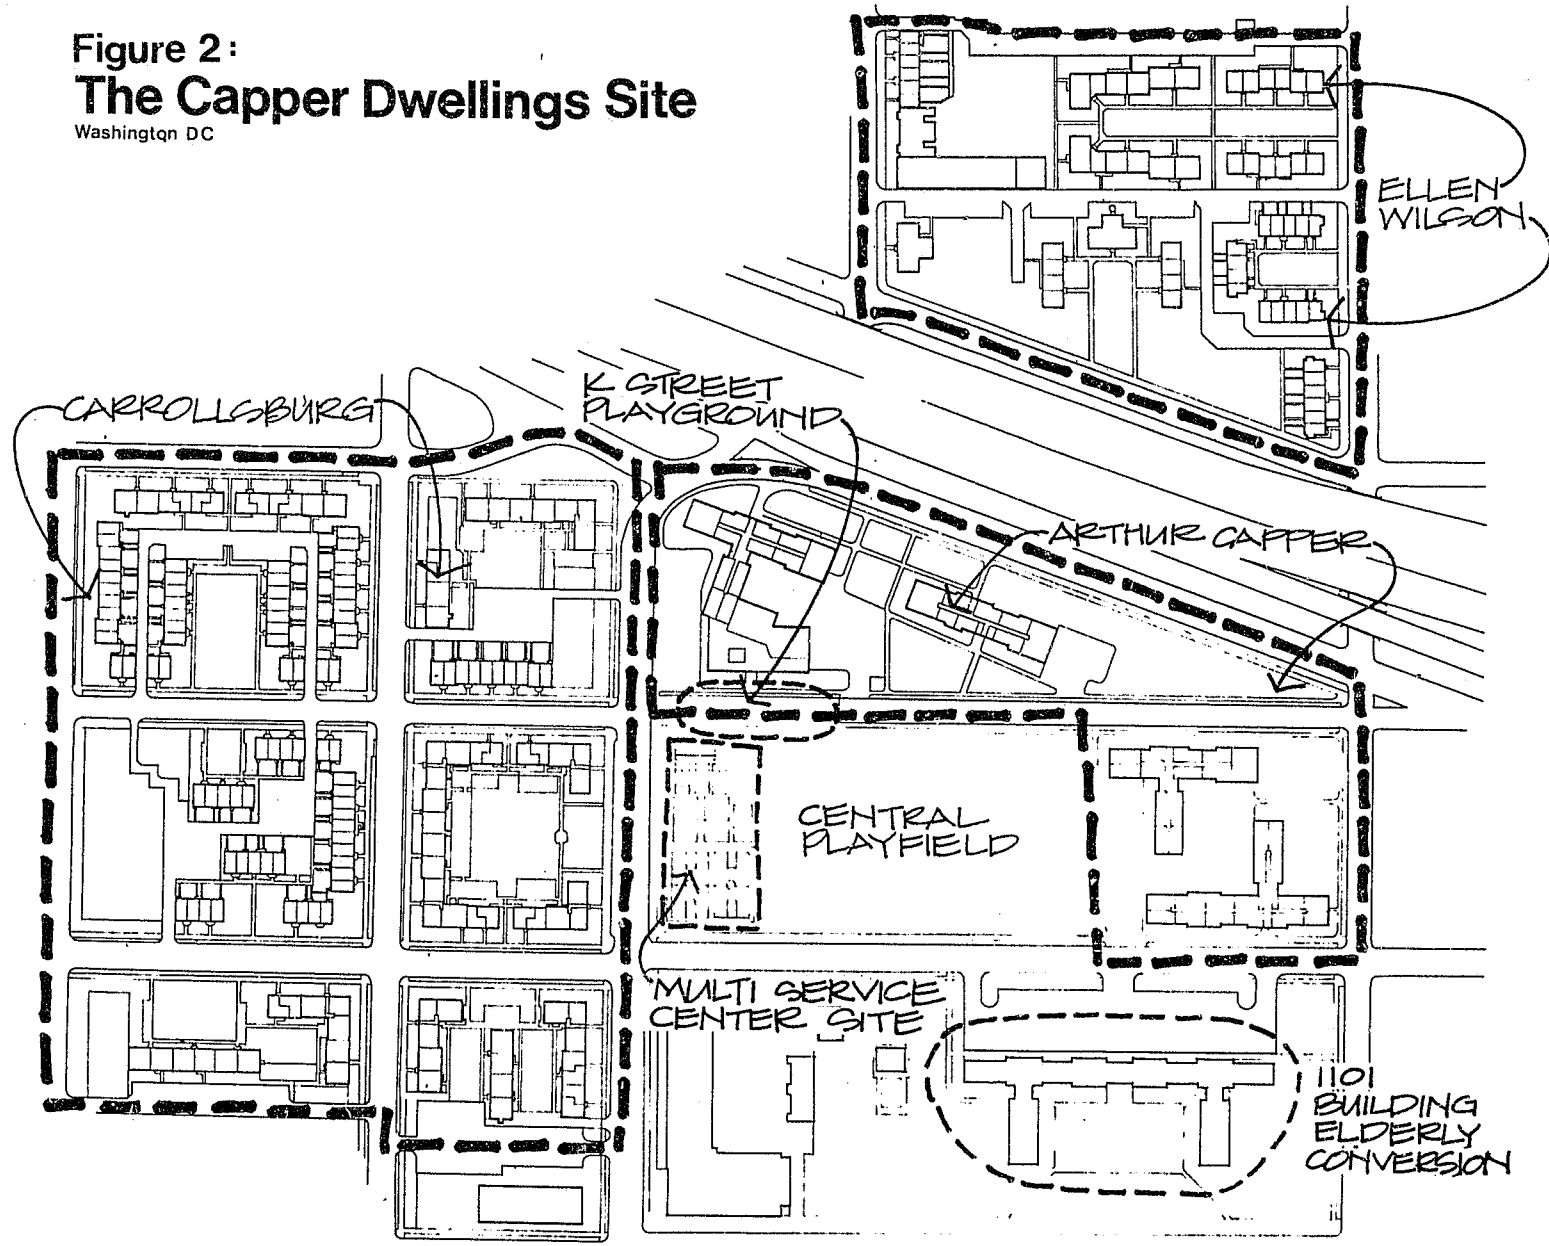 Figure 2:
The Capper Dwellings Site
Washington DC
ELLEN
WILSON
CARROLLSBURG
K STREET
PLAYGROUND
ARTHUR CAPPER
CENTRAL
PLAYFIELD
MULTI SERVICE
CENTER SITE
1101
BUILDING
ELDERLY
CONVERSION